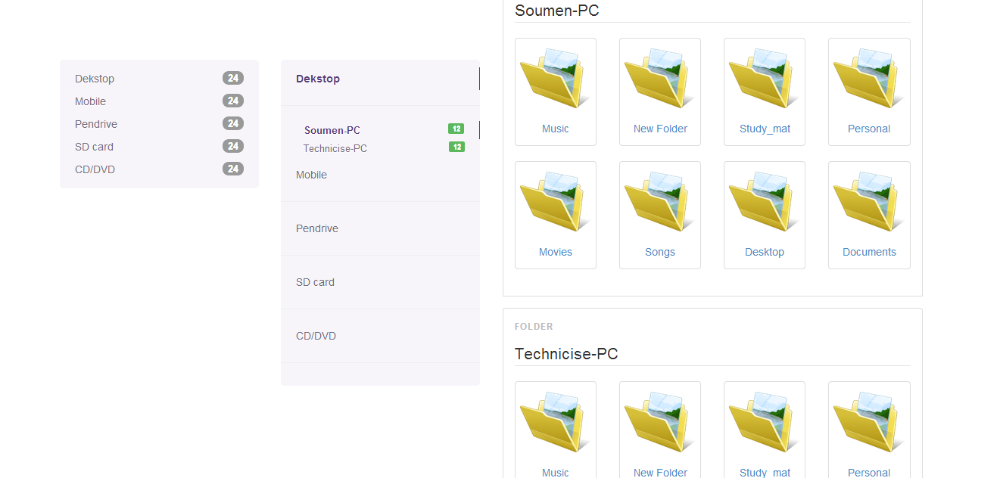 Dekstop 24
Mobile 24
Pendrive 24
SD card 24
CD/DVD 24
Dekstop
Soumen-PC 12
Technicise-PC 12
Mobile
Pendrive
SD card
CD/DVD
Soumen-PC
Music New Folder Study_mat Personal
Movies Songs Desktop Documents
FOLDER
Technicise-PC
Music New Folder Study_mat Personal